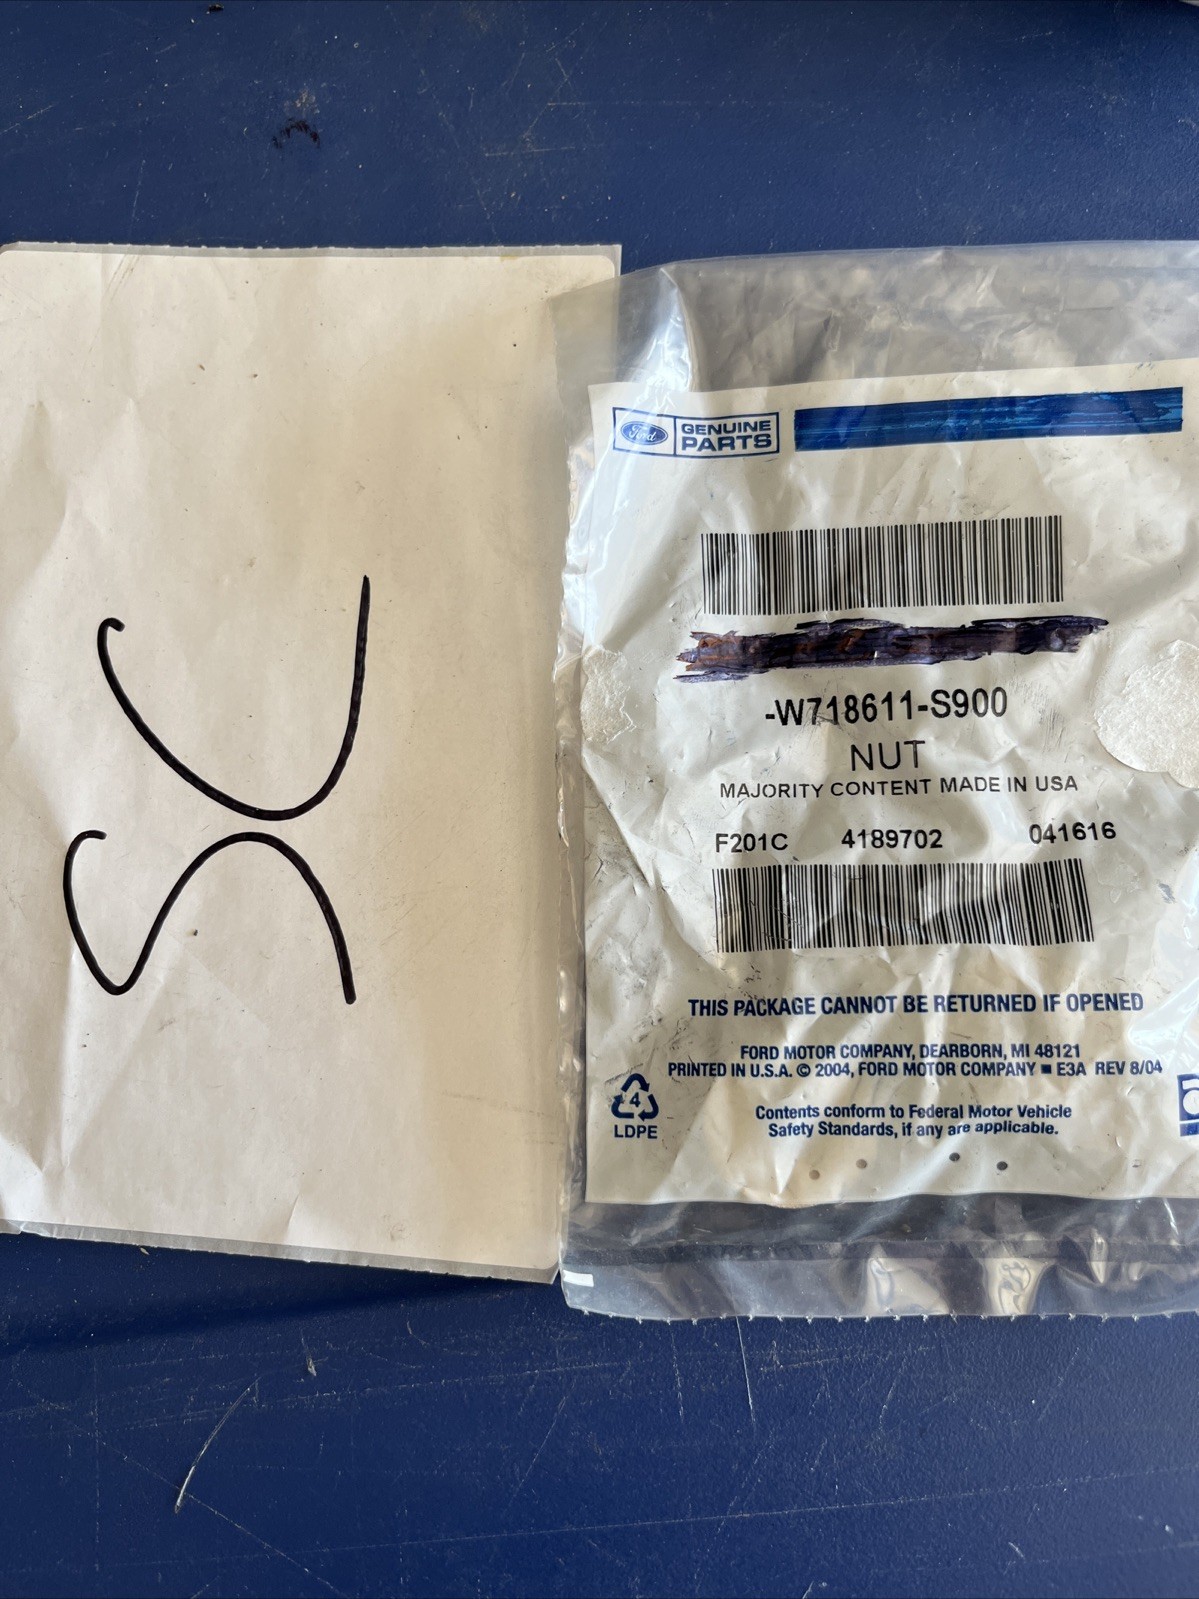 SC
Ford GENUINE PARTS
-W718611-S900
NUT
MAJORITY CONTENT MADE IN USA
F201C 4189702 041616
THIS PACKAGE CANNOT BE RETURNED IF OPENED
FORD MOTOR COMPANY, DEARBORN, MI 48121
PRINTED IN U.S.A. © 2004, FORD MOTOR COMPANY ■ E3A REV 8/04
4
LDPE
Contents conform to Federal Motor Vehicle
Safety Standards, if any are applicable.